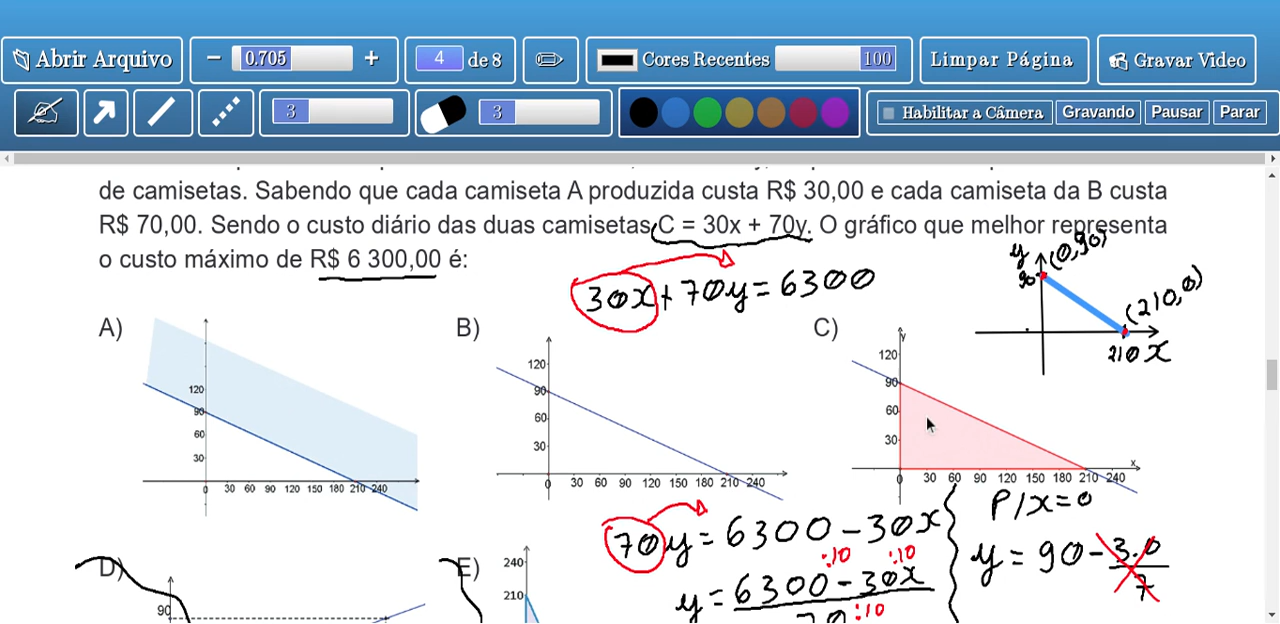 Abrir Arquivo − 0.705 + 4 de 8 Cores Recentes 100 Limpar Página Gravar Video
3 3 Habilitar a Câmera Gravando Pausar Parar
de camisetas. Sabendo que cada camiseta A produzida custa R$ 30,00 e cada camiseta da B custa
R$ 70,00. Sendo o custo diário das duas camisetas C = 30x + 70y. O gráfico que melhor representa
o custo máximo de R$ 6 300,00 é:
30x + 70y = 6300
y (0,90)
90
(210,0)
210 x
A)
120
90
60
30
0 30 60 90 120 150 180 210 240
B)
120
90
60
30
0 30 60 90 120 150 180 210 240
C)
y
120
90
60
30
x
0 30 60 90 120 150 180 210 240
70y = 6300 − 30x
:10 :10
y = 6300 − 30x
70 :10
P/x=0
y = 90 − 3.0
7
D)
90
E)
240
210